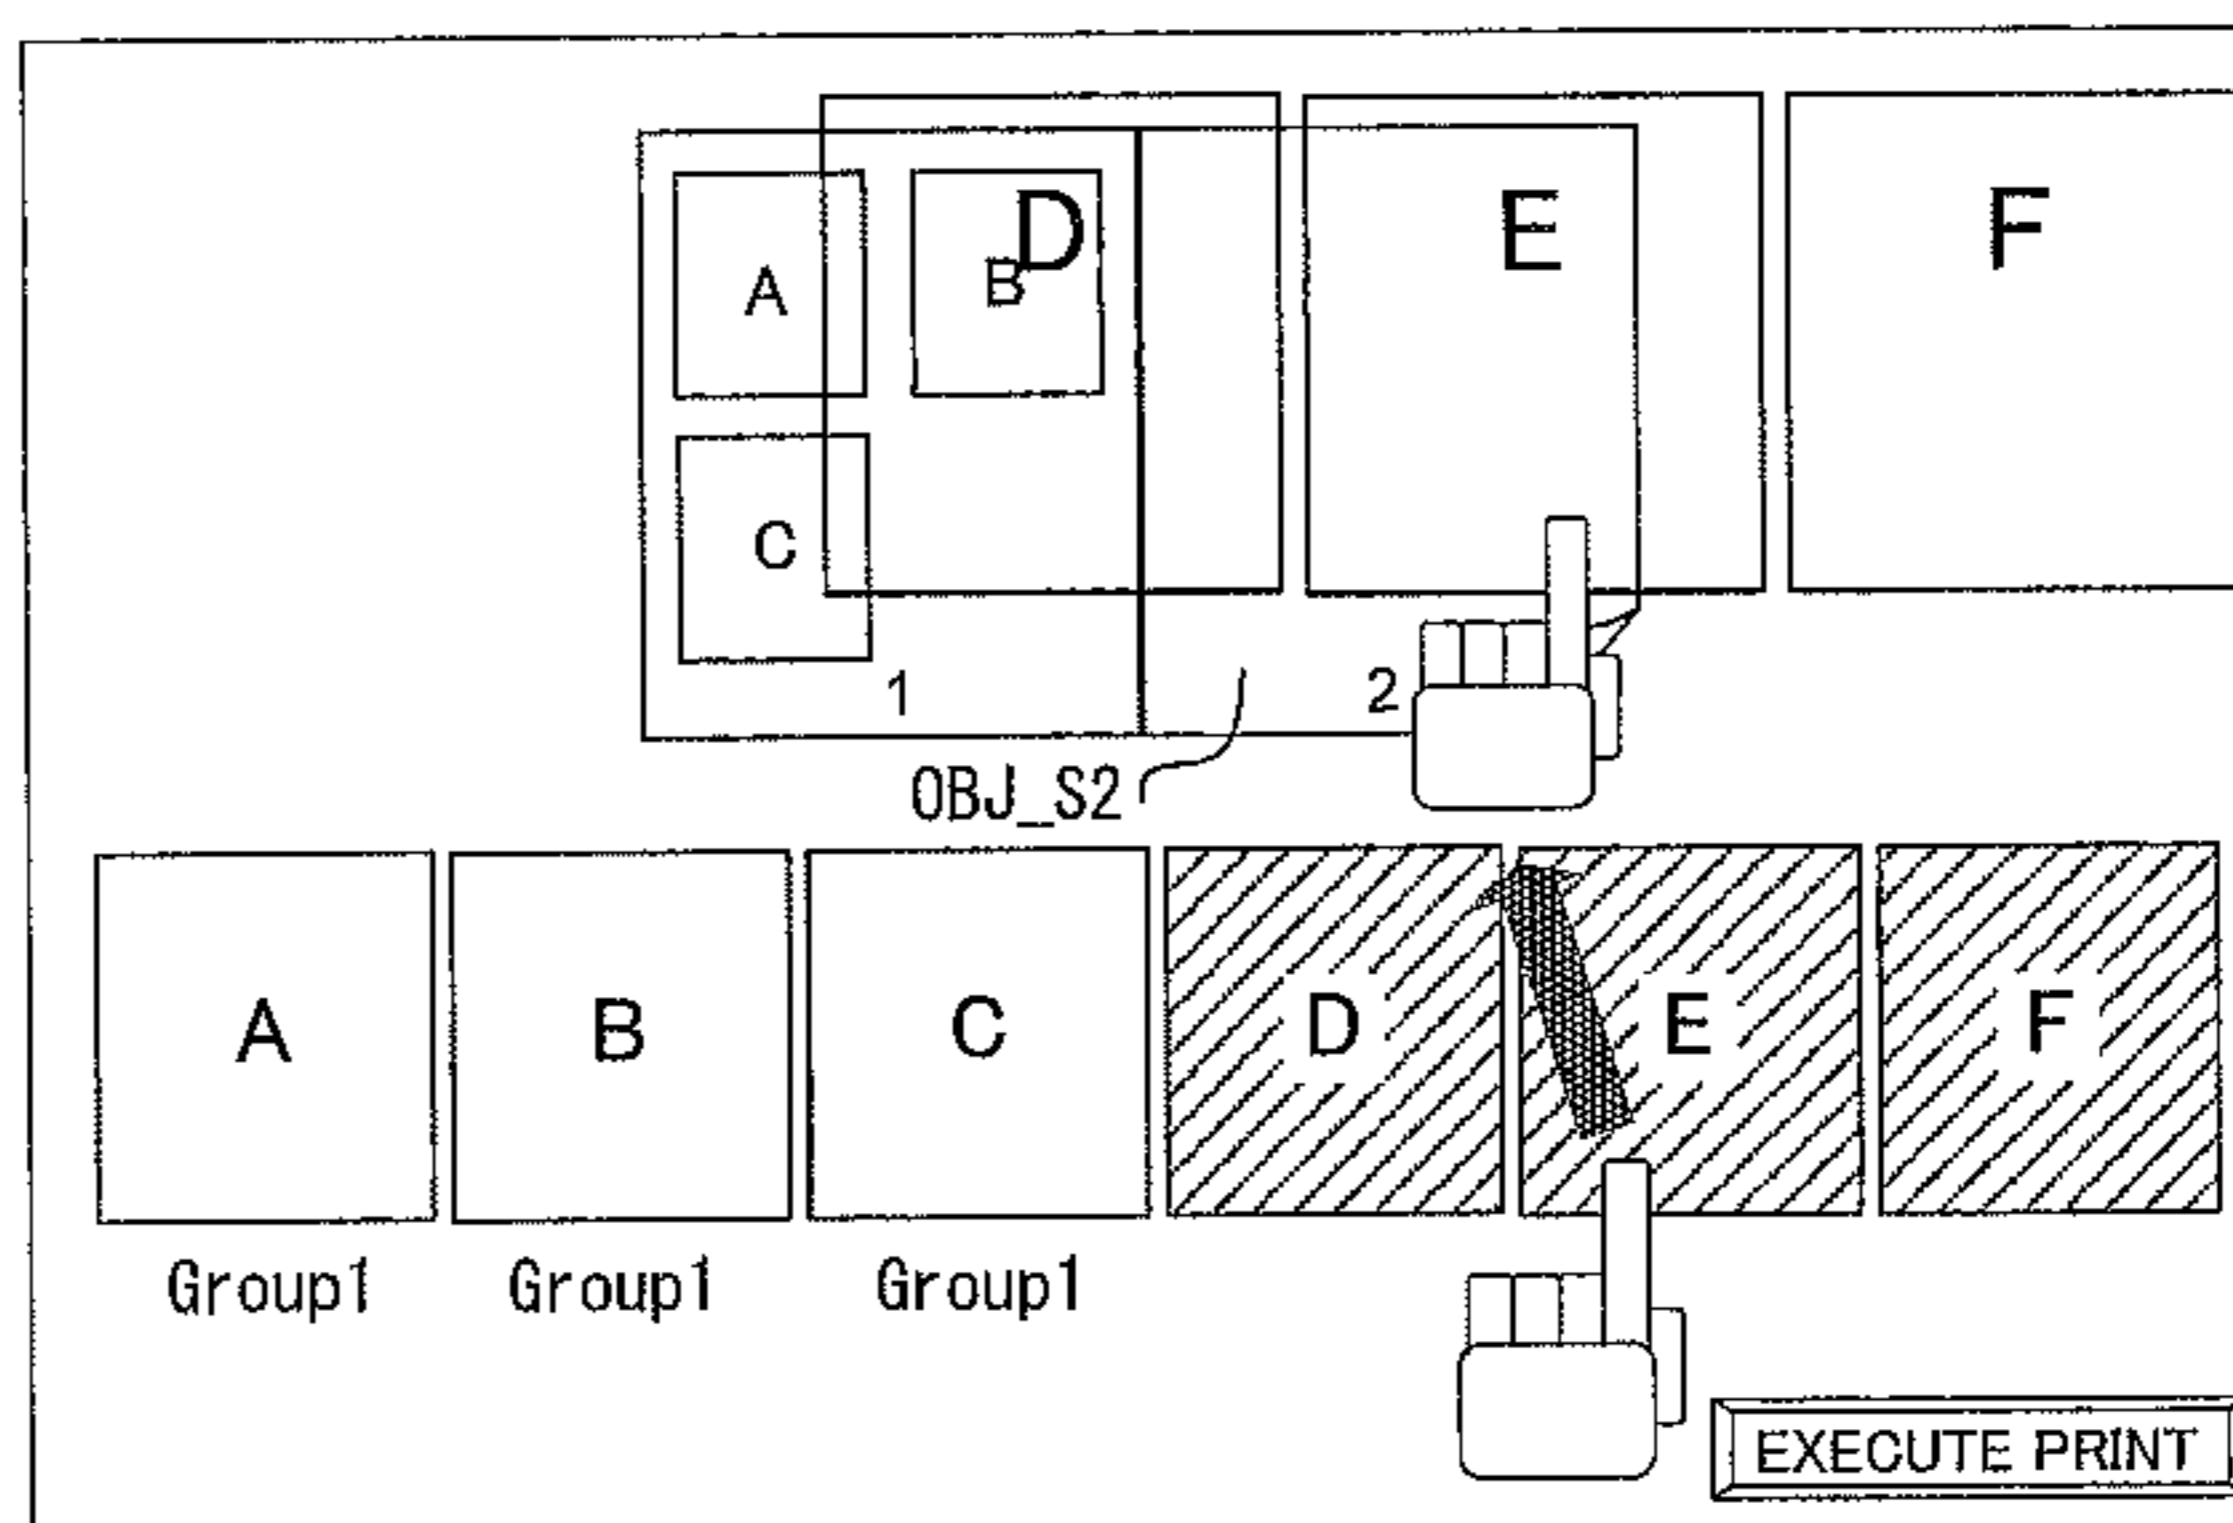 D E F
A B
C
1 2
OBJ_S2
A B C D E F
Group1 Group1 Group1
EXECUTE PRINT